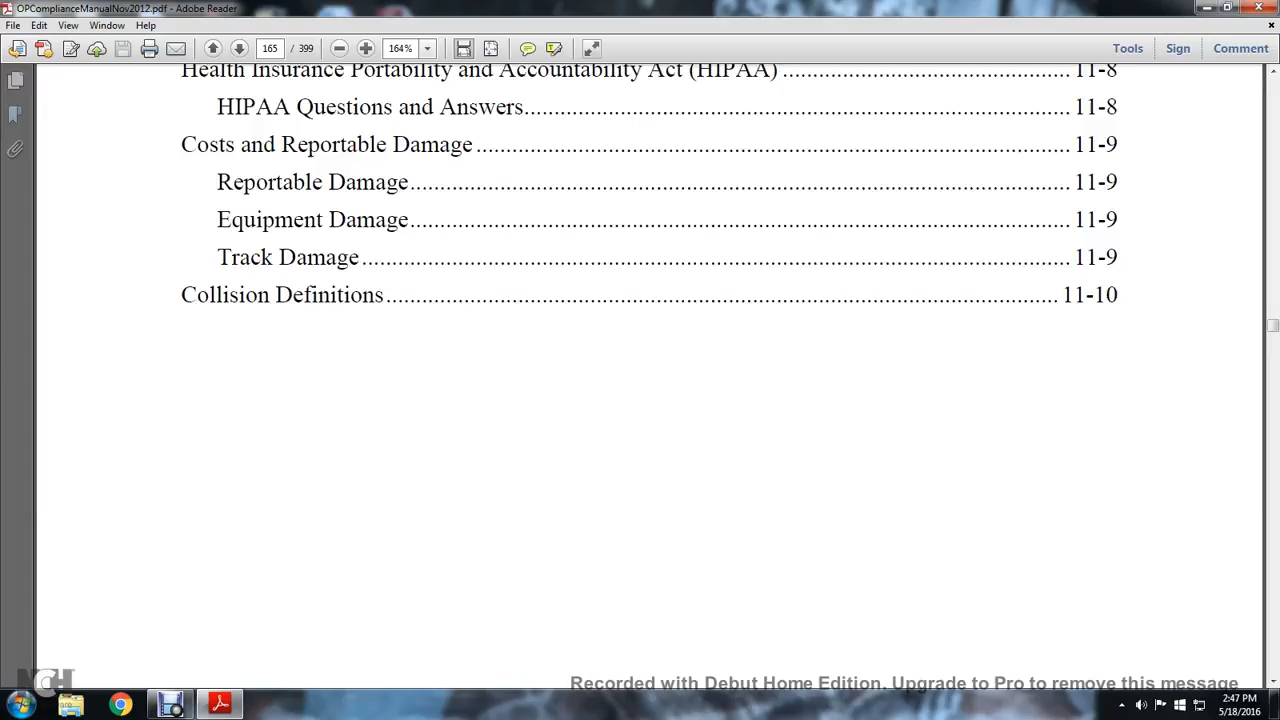 OPComplianceManualNov2012.pdf - Adobe Reader
File Edit View Window Help
165 / 399 164% Tools Sign Comment
Health Insurance Portability and Accountability Act (HIPAA) 11-8
HIPAA Questions and Answers 11-8
Costs and Reportable Damage 11-9
Reportable Damage 11-9
Equipment Damage 11-9
Track Damage 11-9
Collision Definitions 11-10
NCH
Recorded with Debut Home Edition. Upgrade to Pro to remove this message
2:47 PM
5/18/2016